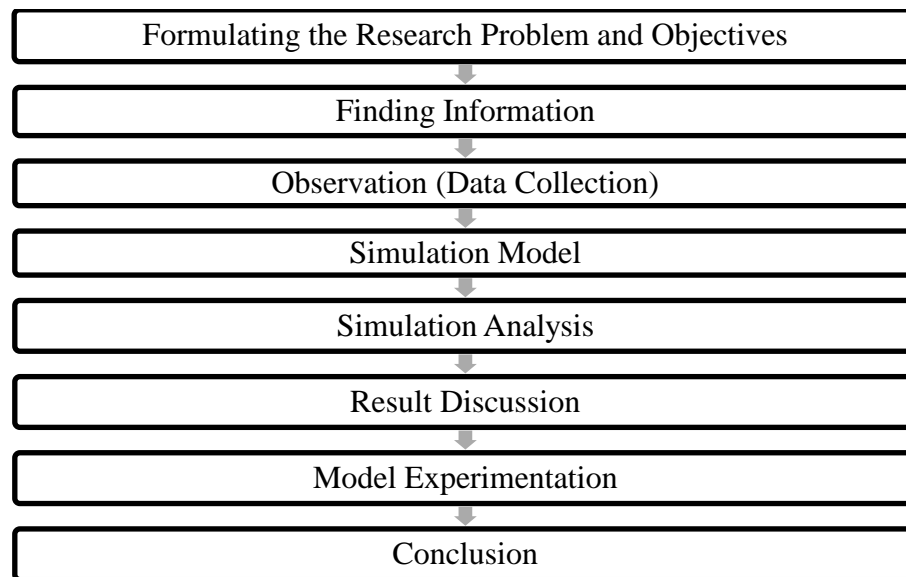 Formulating the Research Problem and Objectives
Finding Information
Observation (Data Collection)
Simulation Model
Simulation Analysis
Result Discussion
Model Experimentation
Conclusion